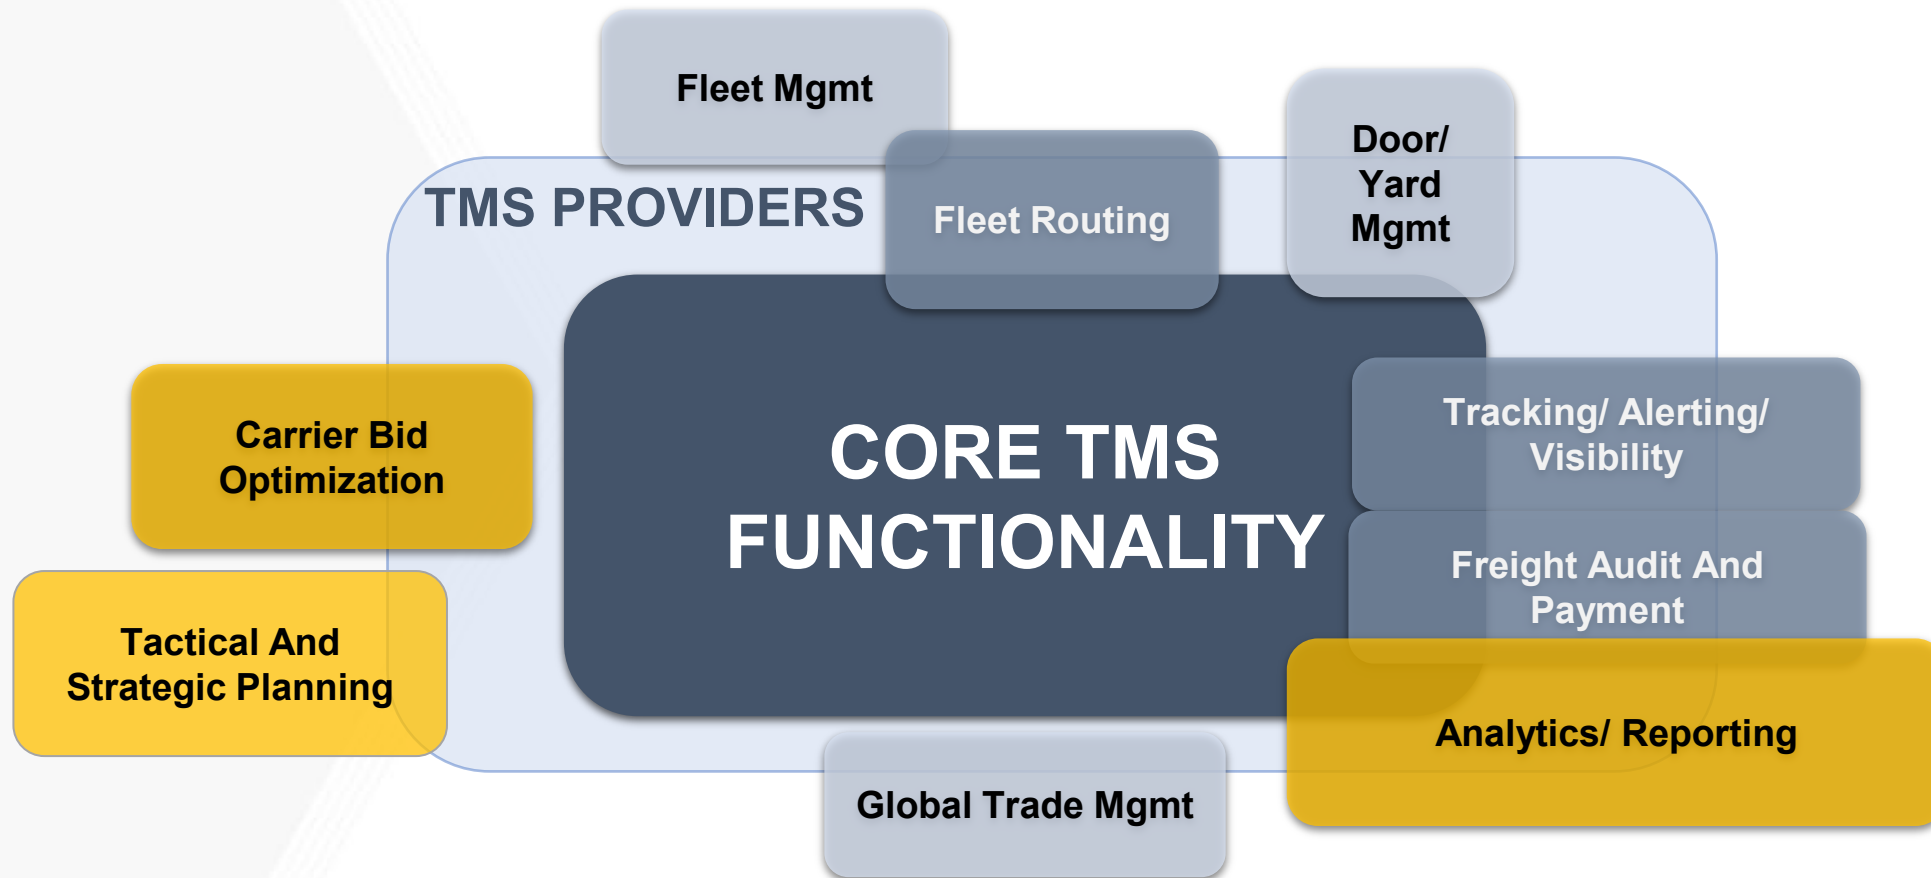 Fleet Mgmt
Door/
Yard
Mgmt
TMS PROVIDERS
Fleet Routing
Carrier Bid
Optimization
CORE TMS
FUNCTIONALITY
Tracking/ Alerting/
Visibility
Freight Audit And
Payment
Tactical And
Strategic Planning
Analytics/ Reporting
Global Trade Mgmt